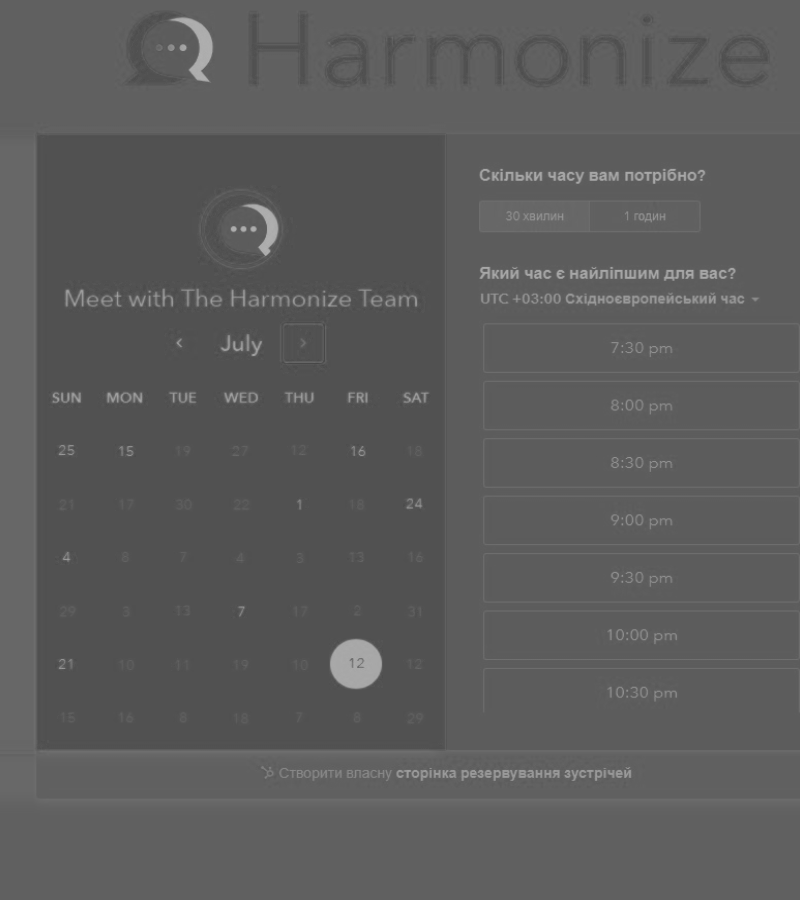 Harmonize
Meet with The Harmonize Team
July
SUN MON TUE WED THU FRI SAT
25 15 19 27 12 16 18
21 17 30 22 1 18 24
4 8 7 4 3 13 16
29 3 13 7 17 2 31
21 10 11 19 10 12 12
15 16 8 18 7 8 29
Скільки часу вам потрібно?
30 хвилин 1 годин
Який час є найліпшим для вас?
UTC +03:00 Східноєвропейський час
7:30 pm
8:00 pm
8:30 pm
9:00 pm
9:30 pm
10:00 pm
10:30 pm
Створити власну сторінка резервування зустрічей